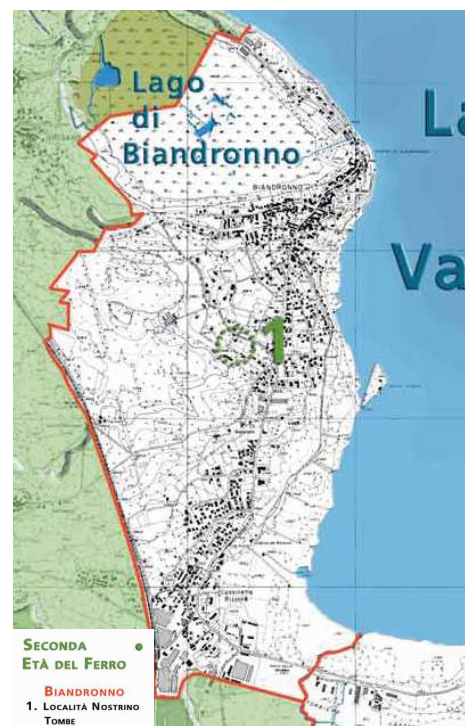 Lago
di
Biandronno
La
Va
BIANDRONNO
1
SECONDA
ETÀ DEL FERRO
BIANDRONNO
1. LOCALITÀ NOSTRINO
TOMBE